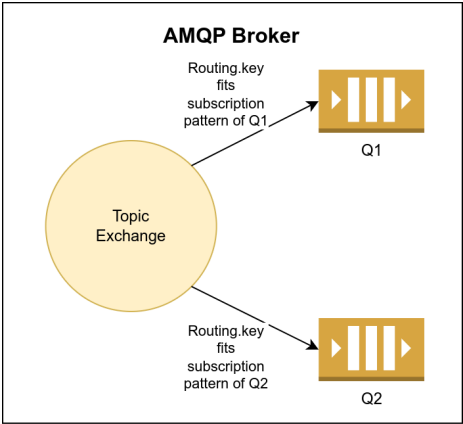 AMQP Broker
Routing.key
fits
subscription
pattern of Q1
Q1
Topic
Exchange
Routing.key
fits
subscription
pattern of Q2
Q2